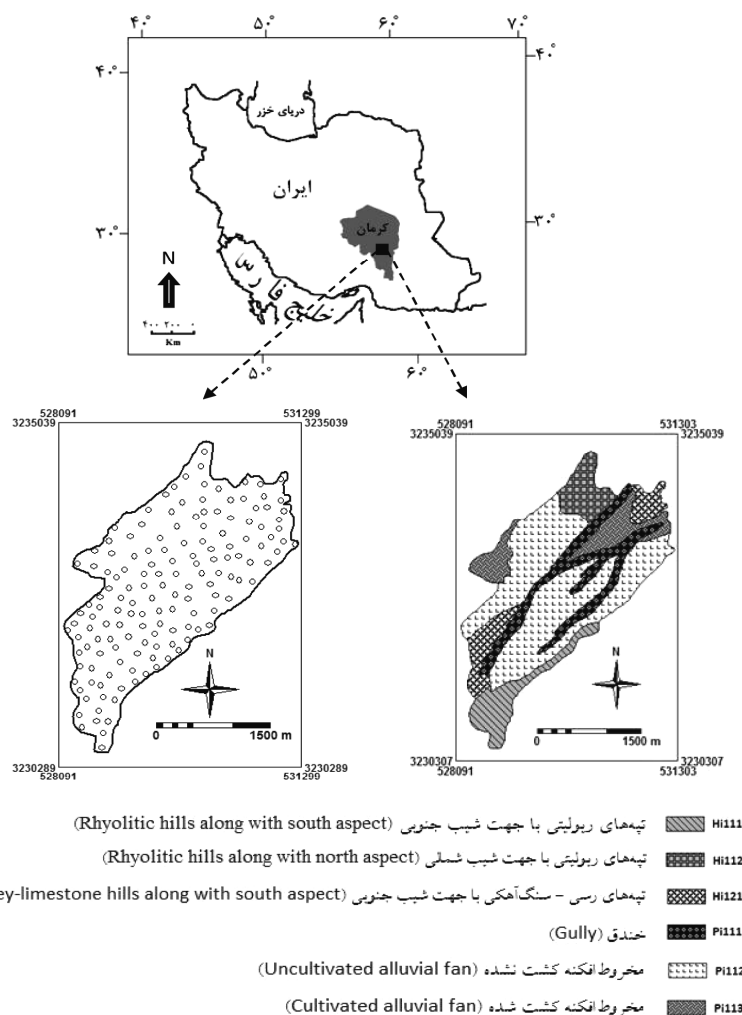 ۴۰° ۵۰° ۶۰° ۷۰°
۴۰° ۴۰°
دریای خزر
ایران
۳۰° کرمان ۳۰°
N
خلیج فارس
۴۰۰ ۲۰۰ ۰
Km
۵۰° ۶۰°
528091 531299
3235039 3235039
N
0 1500 m
3230289 3230289
528091 531299
528091 531303
3235039 3235039
N
0 1500 m
3230307 3230307
528091 531303
تپه‌های ریولیتی با جهت شیب جنوبی (Rhyolitic hills along with south aspect) Hi111
تپه‌های ریولیتی با جهت شیب شمالی (Rhyolitic hills along with north aspect) Hi112
تپه‌های رسی - سنگ‌آهکی با جهت شیب جنوبی (ey-limestone hills along with south aspect) Hi121
خندق (Gully) Pi111
مخروط‌افکنه کشت نشده (Uncultivated alluvial fan) Pi112
مخروط‌افکنه کشت شده (Cultivated alluvial fan) Pi113